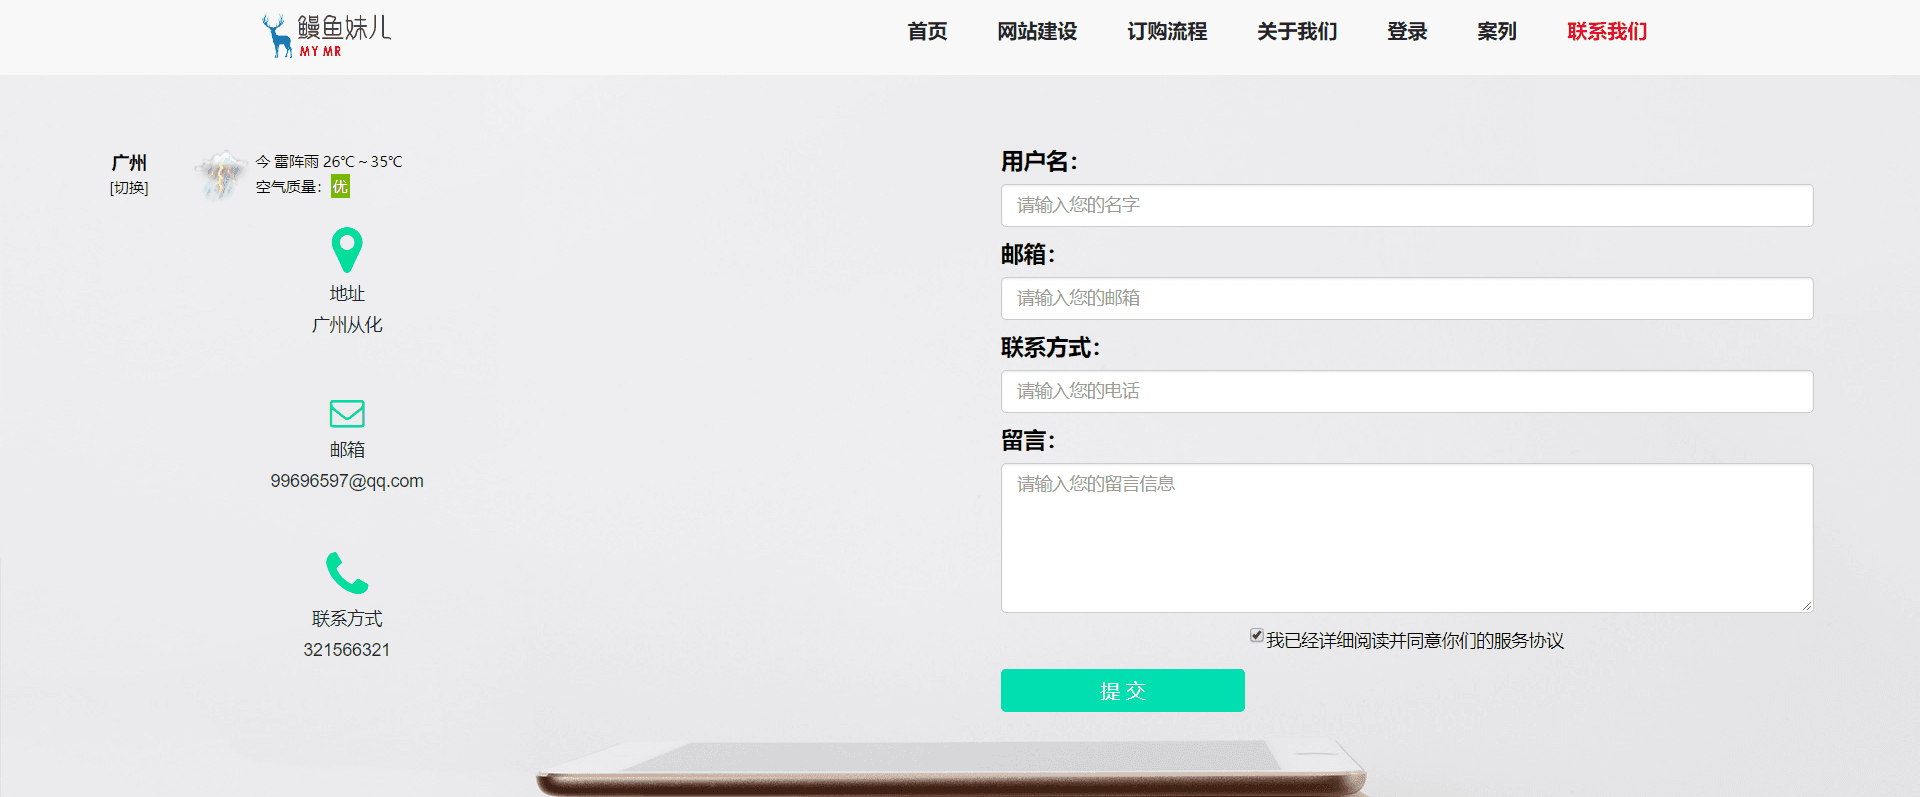 鳗鱼妹儿
MY MR
首页 网站建设 订购流程 关于我们 登录 案列 联系我们
广州
[切换]
今 雷阵雨 26℃ ~ 35℃
空气质量： 优
地址
广州从化
邮箱
99696597@qq.com
联系方式
321566321
用户名：
请输入您的名字
邮箱：
请输入您的邮箱
联系方式：
请输入您的电话
留言：
请输入您的留言信息
我已经详细阅读并同意你们的服务协议
提 交